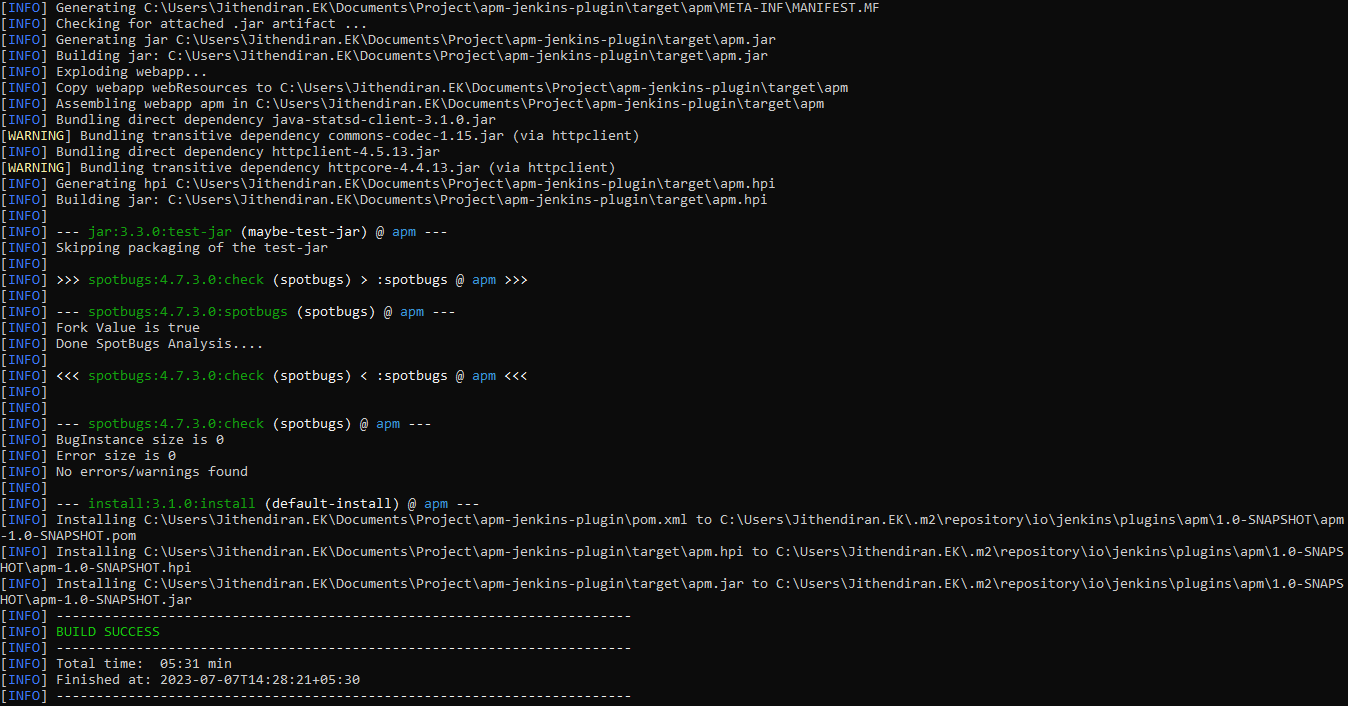 [INFO] Generating C:\Users\Jithendiran.EK\Documents\Project\apm-jenkins-plugin\target\apm\META-INF\MANIFEST.MF
[INFO] Checking for attached .jar artifact ...
[INFO] Generating jar C:\Users\Jithendiran.EK\Documents\Project\apm-jenkins-plugin\target\apm.jar
[INFO] Building jar: C:\Users\Jithendiran.EK\Documents\Project\apm-jenkins-plugin\target\apm.jar
[INFO] Exploding webapp...
[INFO] Copy webapp webResources to C:\Users\Jithendiran.EK\Documents\Project\apm-jenkins-plugin\target\apm
[INFO] Assembling webapp apm in C:\Users\Jithendiran.EK\Documents\Project\apm-jenkins-plugin\target\apm
[INFO] Bundling direct dependency java-statsd-client-3.1.0.jar
[WARNING] Bundling transitive dependency commons-codec-1.15.jar (via httpclient)
[INFO] Bundling direct dependency httpclient-4.5.13.jar
[WARNING] Bundling transitive dependency httpcore-4.4.13.jar (via httpclient)
[INFO] Generating hpi C:\Users\Jithendiran.EK\Documents\Project\apm-jenkins-plugin\target\apm.hpi
[INFO] Building jar: C:\Users\Jithendiran.EK\Documents\Project\apm-jenkins-plugin\target\apm.hpi
[INFO]
[INFO] --- jar:3.3.0:test-jar (maybe-test-jar) @ apm ---
[INFO] Skipping packaging of the test-jar
[INFO]
[INFO] >>> spotbugs:4.7.3.0:check (spotbugs) > :spotbugs @ apm >>>
[INFO]
[INFO] --- spotbugs:4.7.3.0:spotbugs (spotbugs) @ apm ---
[INFO] Fork Value is true
[INFO] Done SpotBugs Analysis....
[INFO]
[INFO] <<< spotbugs:4.7.3.0:check (spotbugs) < :spotbugs @ apm <<<
[INFO]
[INFO]
[INFO] --- spotbugs:4.7.3.0:check (spotbugs) @ apm ---
[INFO] BugInstance size is 0
[INFO] Error size is 0
[INFO] No errors/warnings found
[INFO]
[INFO] --- install:3.1.0:install (default-install) @ apm ---
[INFO] Installing C:\Users\Jithendiran.EK\Documents\Project\apm-jenkins-plugin\pom.xml to C:\Users\Jithendiran.EK\.m2\repository\io\jenkins\plugins\apm\1.0-SNAPSHOT\apm
-1.0-SNAPSHOT.pom
[INFO] Installing C:\Users\Jithendiran.EK\Documents\Project\apm-jenkins-plugin\target\apm.hpi to C:\Users\Jithendiran.EK\.m2\repository\io\jenkins\plugins\apm\1.0-SNAPS
HOT\apm-1.0-SNAPSHOT.hpi
[INFO] Installing C:\Users\Jithendiran.EK\Documents\Project\apm-jenkins-plugin\target\apm.jar to C:\Users\Jithendiran.EK\.m2\repository\io\jenkins\plugins\apm\1.0-SNAPS
HOT\apm-1.0-SNAPSHOT.jar
[INFO] ------------------------------------------------------------------------
[INFO] BUILD SUCCESS
[INFO] ------------------------------------------------------------------------
[INFO] Total time:  05:31 min
[INFO] Finished at: 2023-07-07T14:28:21+05:30
[INFO] ------------------------------------------------------------------------